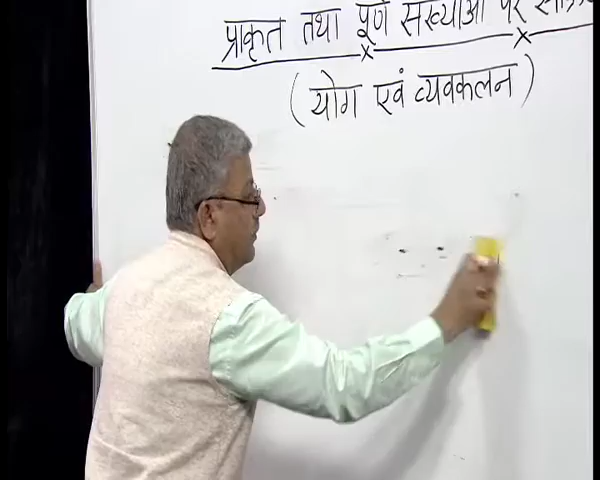 प्राकृत तथा पूर्ण संख्याओं पर
(योग एवं व्यवकलन)